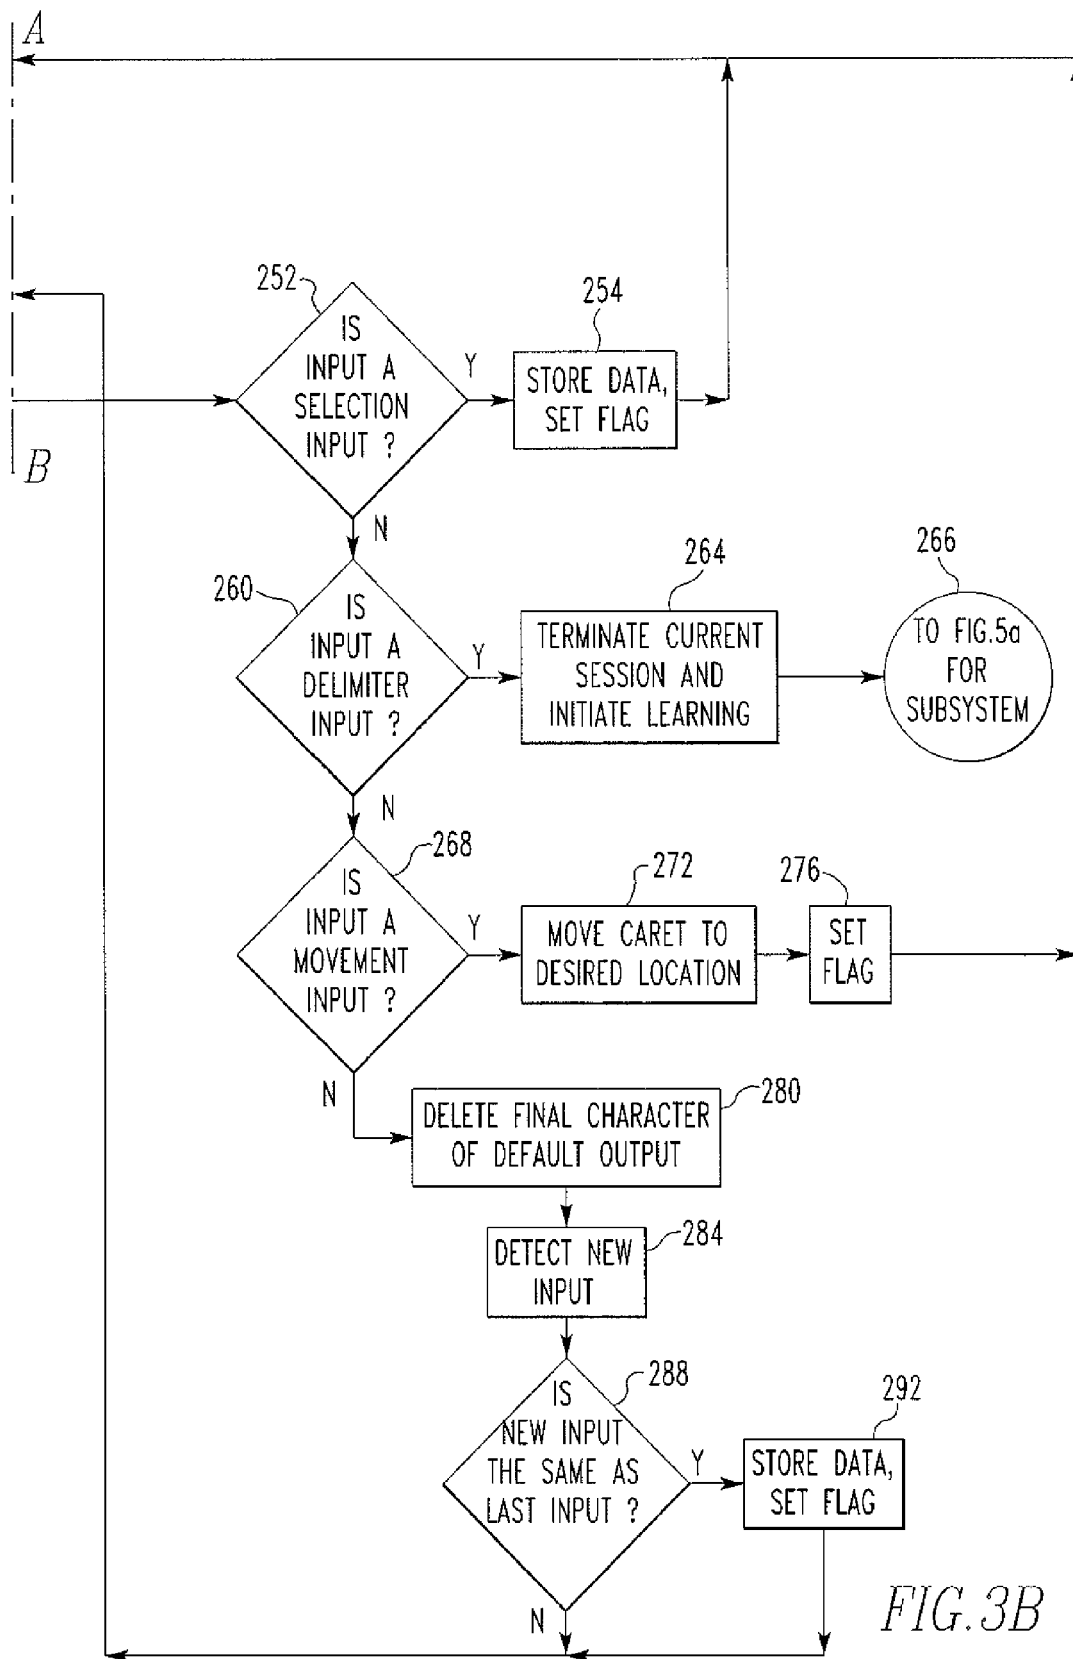 A
B
252
IS
INPUT A
SELECTION
INPUT ?
Y
N
254
STORE DATA,
SET FLAG
260
IS
INPUT A
DELIMITER
INPUT ?
Y
N
264
TERMINATE CURRENT
SESSION AND
INITIATE LEARNING
266
TO FIG.5a
FOR
SUBSYSTEM
268
IS
INPUT A
MOVEMENT
INPUT ?
Y
N
272
MOVE CARET TO
DESIRED LOCATION
276
SET
FLAG
280
DELETE FINAL CHARACTER
OF DEFAULT OUTPUT
284
DETECT NEW
INPUT
288
IS
NEW INPUT
THE SAME AS
LAST INPUT ?
Y
N
292
STORE DATA,
SET FLAG
FIG.3B